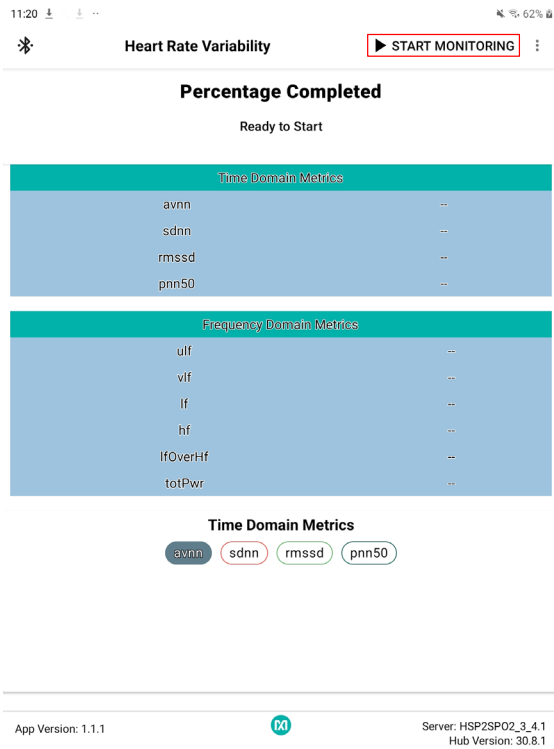 11:20
62%
Heart Rate Variability
START MONITORING
Percentage Completed
Ready to Start
Time Domain Metrics
avnn --
sdnn --
rmssd --
pnn50 --
Frequency Domain Metrics
ulf --
vlf --
lf --
hf --
lfOverHf --
totPwr --
Time Domain Metrics
avnn sdnn rmssd pnn50
App Version: 1.1.1
Server: HSP2SPO2_3_4.1
Hub Version: 30.8.1